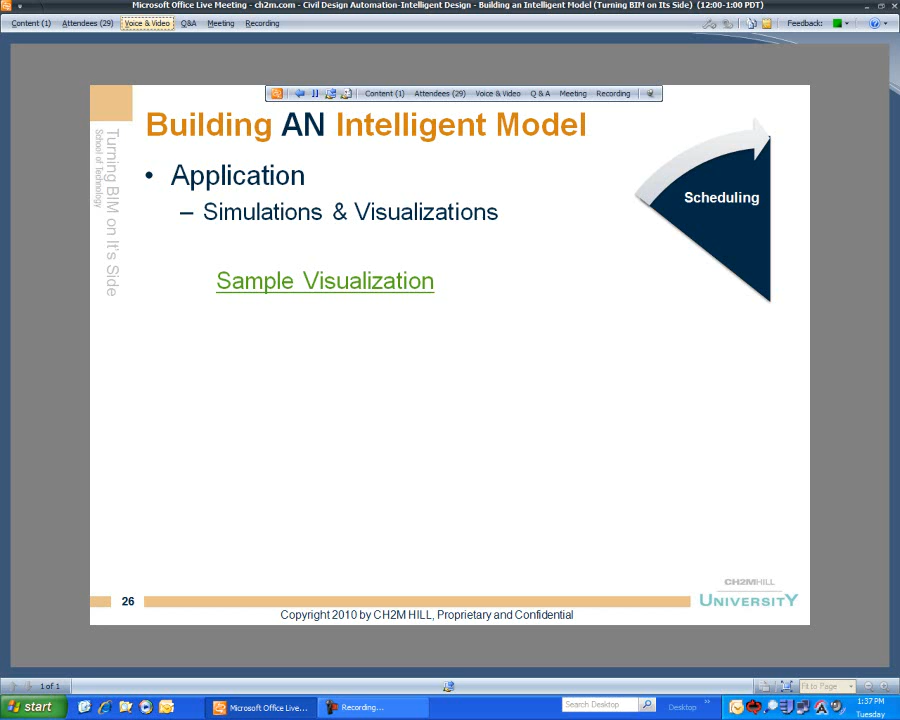 Microsoft Office Live Meeting - ch2m.com - Civil Design Automation-Intelligent Design - Building an Intelligent Model (Turning BIM on Its Side) (12:00-1:00 PDT)
Content (1) Attendees (29) Voice & Video Q&A Meeting Recording Feedback:
Content (1) Attendees (29) Voice & Video Q & A Meeting Recording
Building AN Intelligent Model
Turning BIM on It's Side
School of Technology
• Application
– Simulations & Visualizations
Sample Visualization
Scheduling
CH2MHILL
UNIVERSITY
26
Copyright 2010 by CH2M HILL, Proprietary and Confidential
1 of 1 Fit to Page
start Microsoft Office Live... Recording... Search Desktop Desktop 1:37 PM
Tuesday